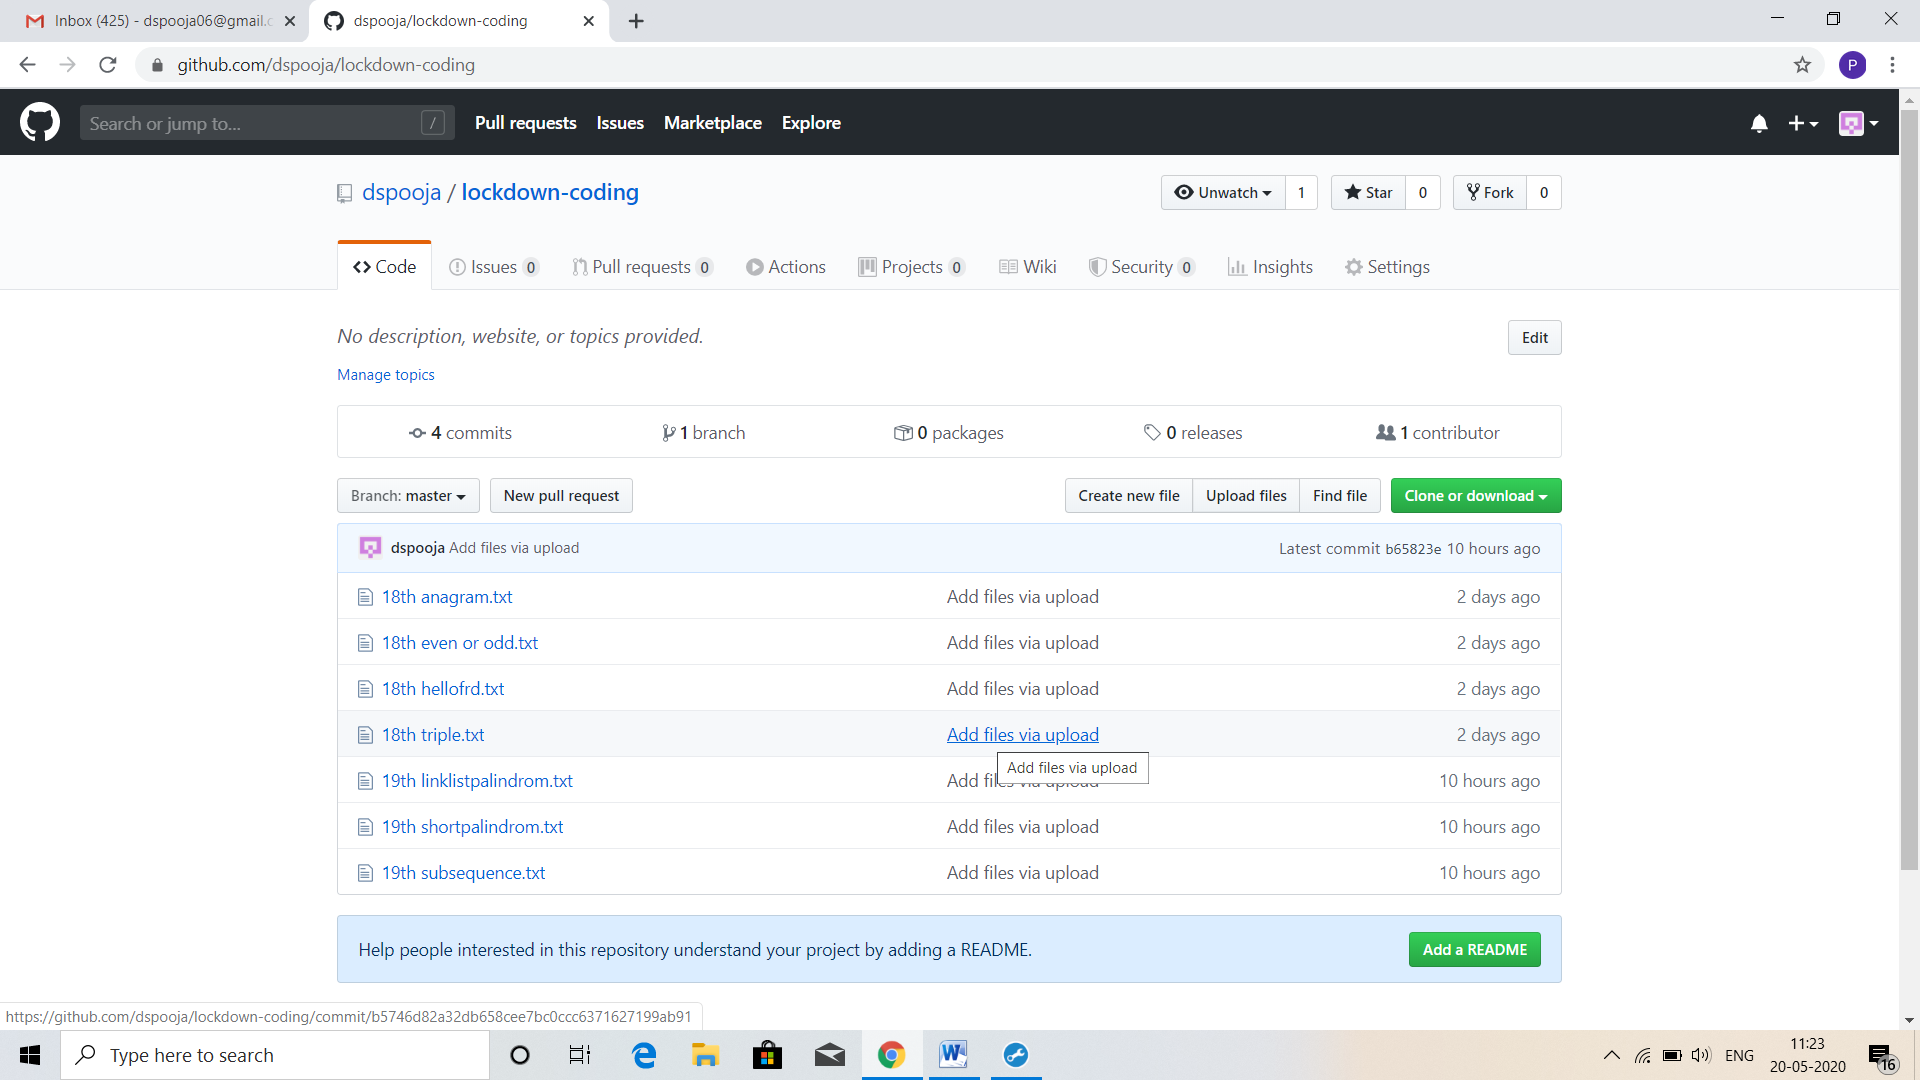 Inbox (425) - dspooja06@gmail.c
dspooja/lockdown-coding
github.com/dspooja/lockdown-coding
P
Search or jump to...
/
Pull requests
Issues
Marketplace
Explore
dspooja / lockdown-coding
Unwatch
1
Star
0
Fork
0
Code
Issues 0
Pull requests 0
Actions
Projects 0
Wiki
Security 0
Insights
Settings
No description, website, or topics provided.
Edit
Manage topics
4 commits
1 branch
0 packages
0 releases
1 contributor
Branch: master
New pull request
Create new file
Upload files
Find file
Clone or download
dspooja Add files via upload
Latest commit b65823e 10 hours ago
18th anagram.txt
Add files via upload
2 days ago
18th even or odd.txt
Add files via upload
2 days ago
18th hellofrd.txt
Add files via upload
2 days ago
18th triple.txt
Add files via upload
2 days ago
Add files via upload
19th linklistpalindrom.txt
Add files via upload
10 hours ago
19th shortpalindrom.txt
Add files via upload
10 hours ago
19th subsequence.txt
Add files via upload
10 hours ago
Help people interested in this repository understand your project by adding a README.
Add a README
https://github.com/dspooja/lockdown-coding/commit/b5746d82a32db658cee7bc0ccc6371627199ab91
Type here to search
W
ENG
11:23
20-05-2020
16